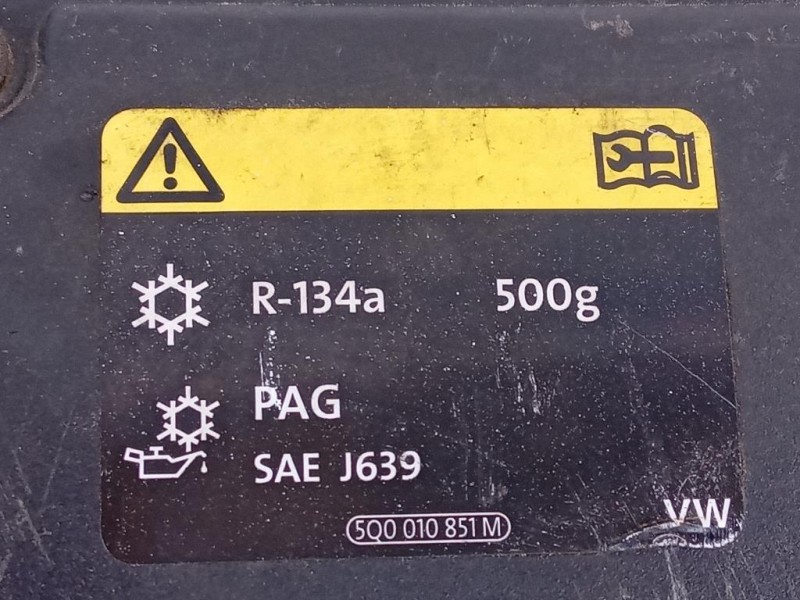 R-134a 500g
PAG
SAE J639
5Q0 010 851 M
VW